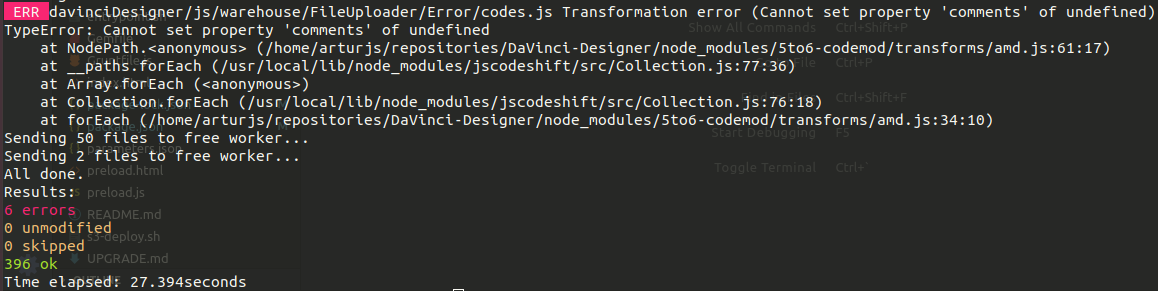 ERR davinciDesigner/js/warehouse/FileUploader/Error/codes.js Transformation error (Cannot set property 'comments' of undefined)
TypeError: Cannot set property 'comments' of undefined
at NodePath.<anonymous> (/home/arturjs/repositories/DaVinci-Designer/node_modules/5to6-codemod/transforms/amd.js:61:17)
at __paths.forEach (/usr/local/lib/node_modules/jscodeshift/src/Collection.js:77:36)
at Array.forEach (<anonymous>)
at Collection.forEach (/usr/local/lib/node_modules/jscodeshift/src/Collection.js:76:18)
at forEach (/home/arturjs/repositories/DaVinci-Designer/node_modules/5to6-codemod/transforms/amd.js:34:10)
Sending 50 files to free worker...
Sending 2 files to free worker...
All done.
Results:
6 errors
0 unmodified
0 skipped
396 ok
Time elapsed: 27.394seconds
Gemfile
package.json
parameters.json
preload.html
preload.js
README.md
s3-deploy.sh
UPGRADE.md
Show All Commands Ctrl+Shift+P
Ctrl+P
Ctrl+Shift+F
Start Debugging F5
Toggle Terminal Ctrl+`